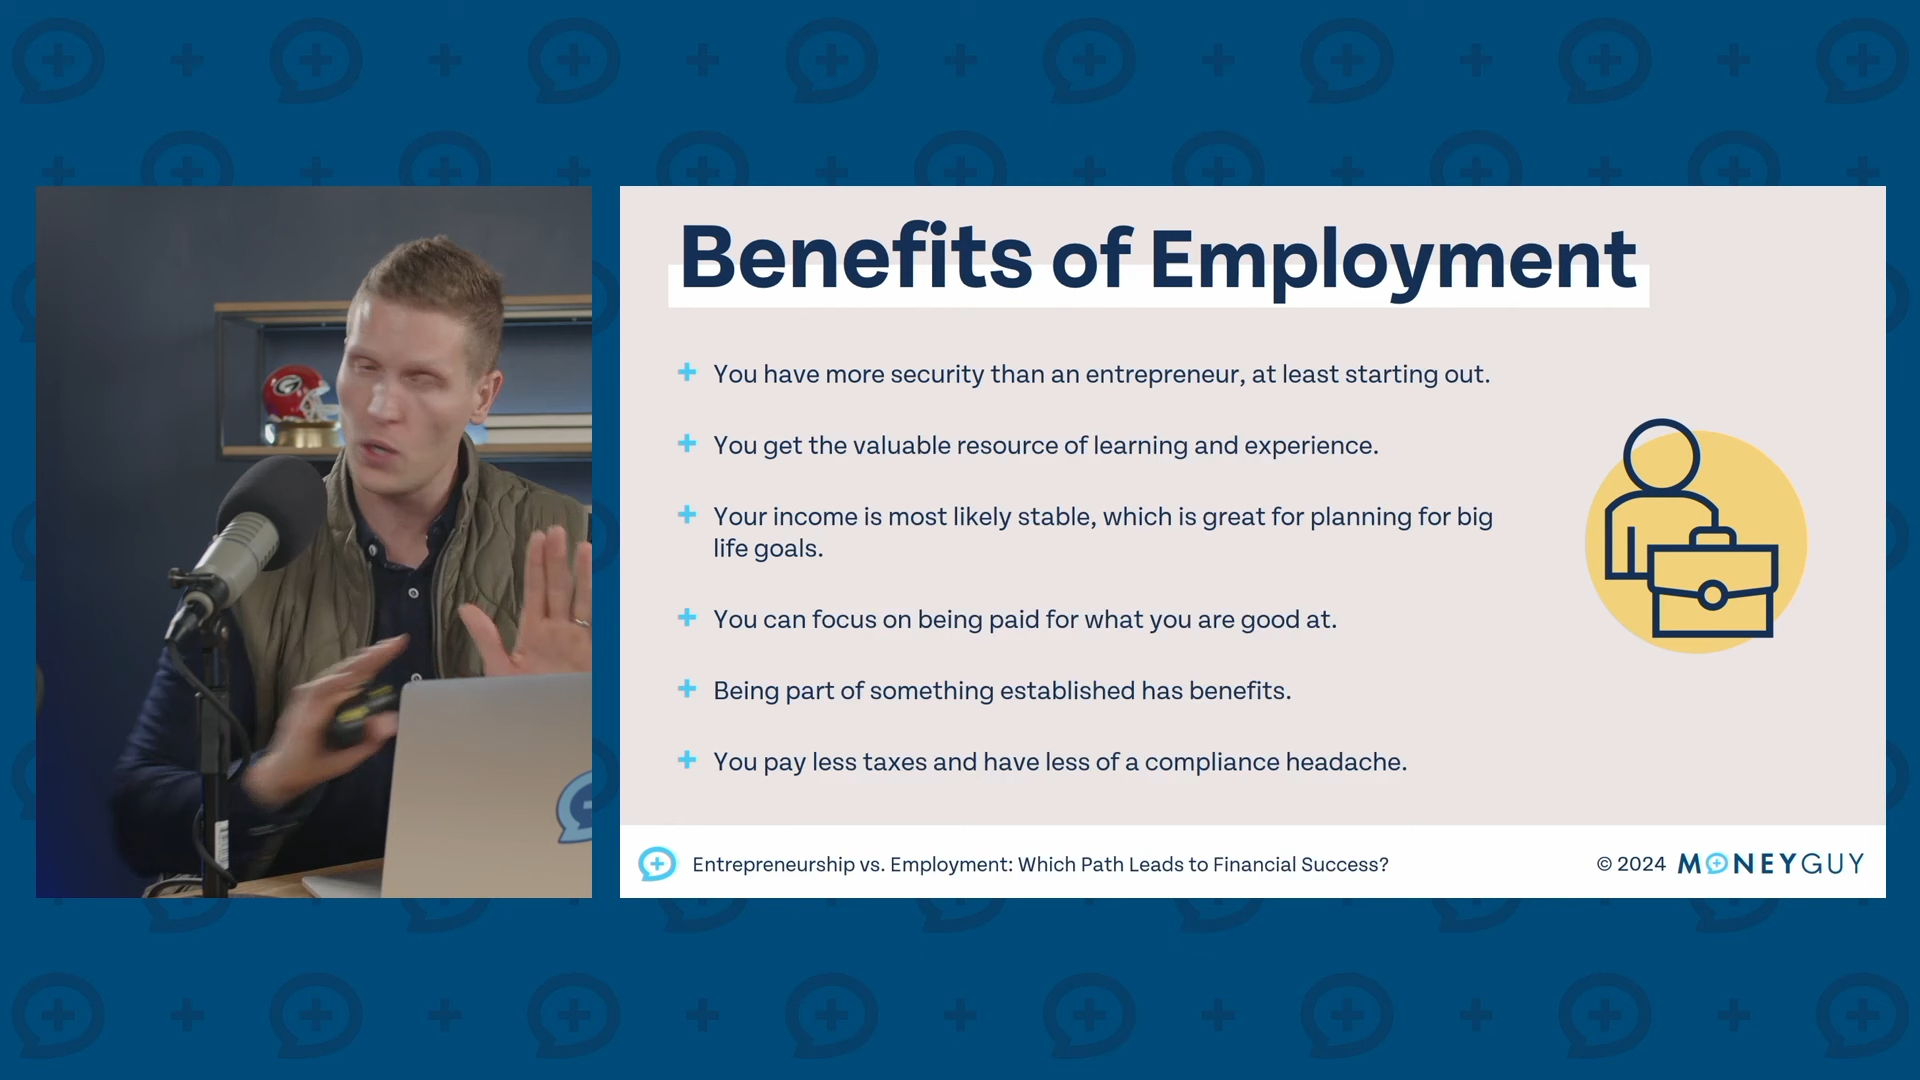 Benefits of Employment
You have more security than an entrepreneur, at least starting out.
You get the valuable resource of learning and experience.
Your income is most likely stable, which is great for planning for big
life goals.
You can focus on being paid for what you are good at.
Being part of something established has benefits.
You pay less taxes and have less of a compliance headache.
Entrepreneurship vs. Employment: Which Path Leads to Financial Success?
© 2024 MONEYGUY
G